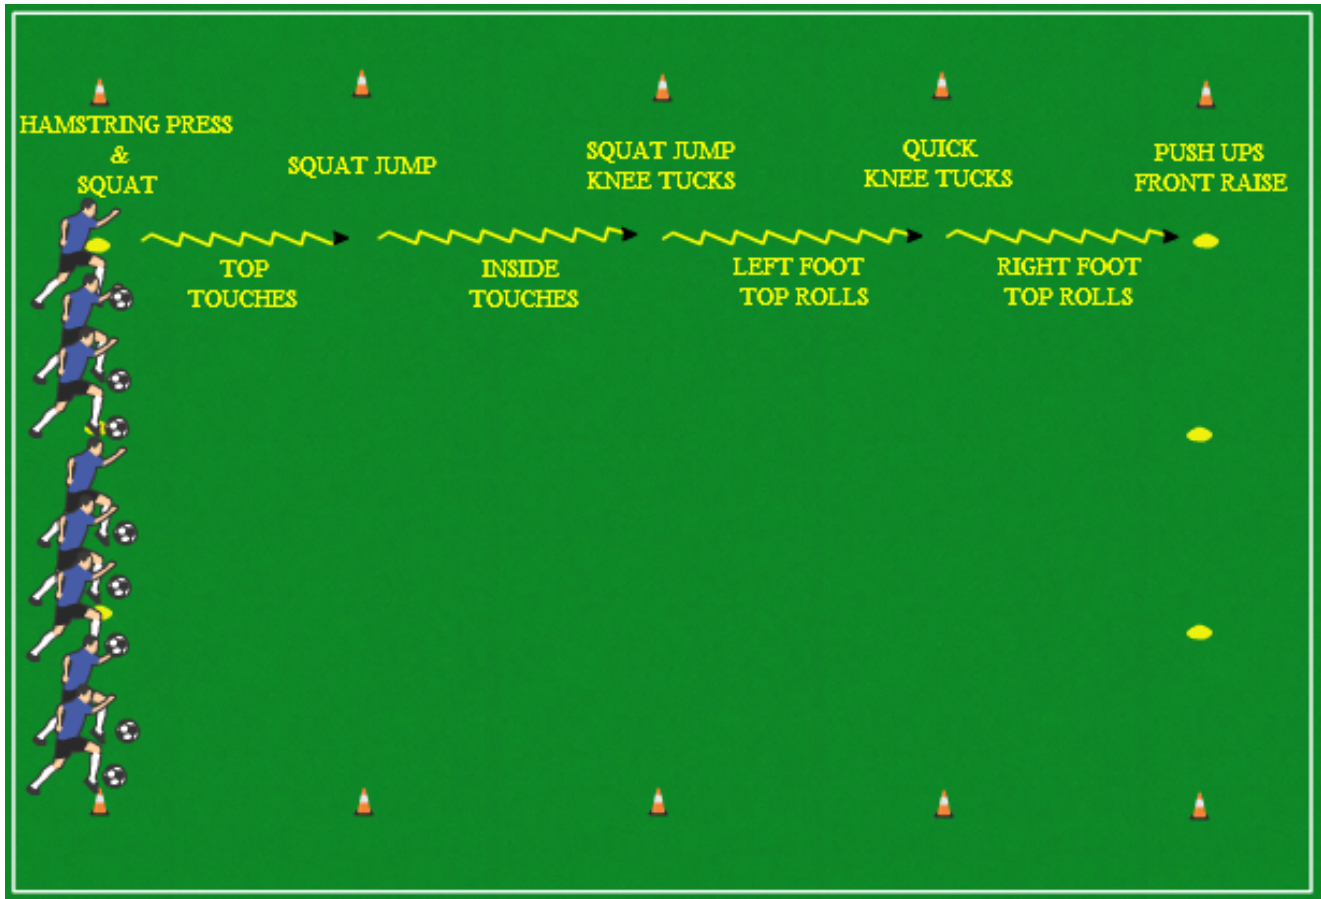 HAMSTRING PRESS
&
SQUAT
SQUAT JUMP
SQUAT JUMP
KNEE TUCKS
QUICK
KNEE TUCKS
PUSH UPS
FRONT RAISE
TOP
TOUCHES
INSIDE
TOUCHES
LEFT FOOT
TOP ROLLS
RIGHT FOOT
TOP ROLLS